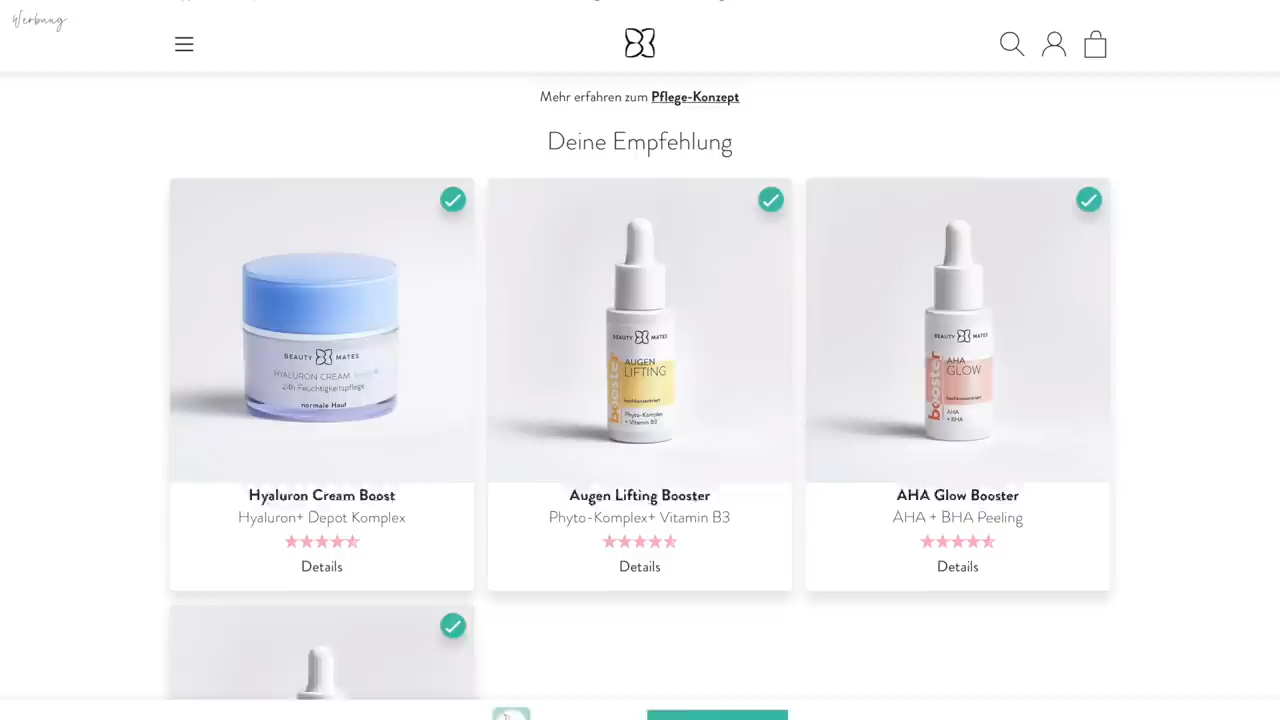 Werbung
Mehr erfahren zum Pflege-Konzept
Deine Empfehlung
BEAUTY MATES
HYALURON CREAM
24h Feuchtigkeitspflege
normale Haut
BEAUTY MATES
booster
AUGEN
LIFTING
hochkonzentriert
Phyto-Komplex
+ Vitamin B3
BEAUTY MATES
booster
AHA
GLOW
hochkonzentriert
AHA
+ BHA
Hyaluron Cream Boost
Hyaluron+ Depot Komplex
Details
Augen Lifting Booster
Phyto-Komplex+ Vitamin B3
Details
AHA Glow Booster
AHA + BHA Peeling
Details